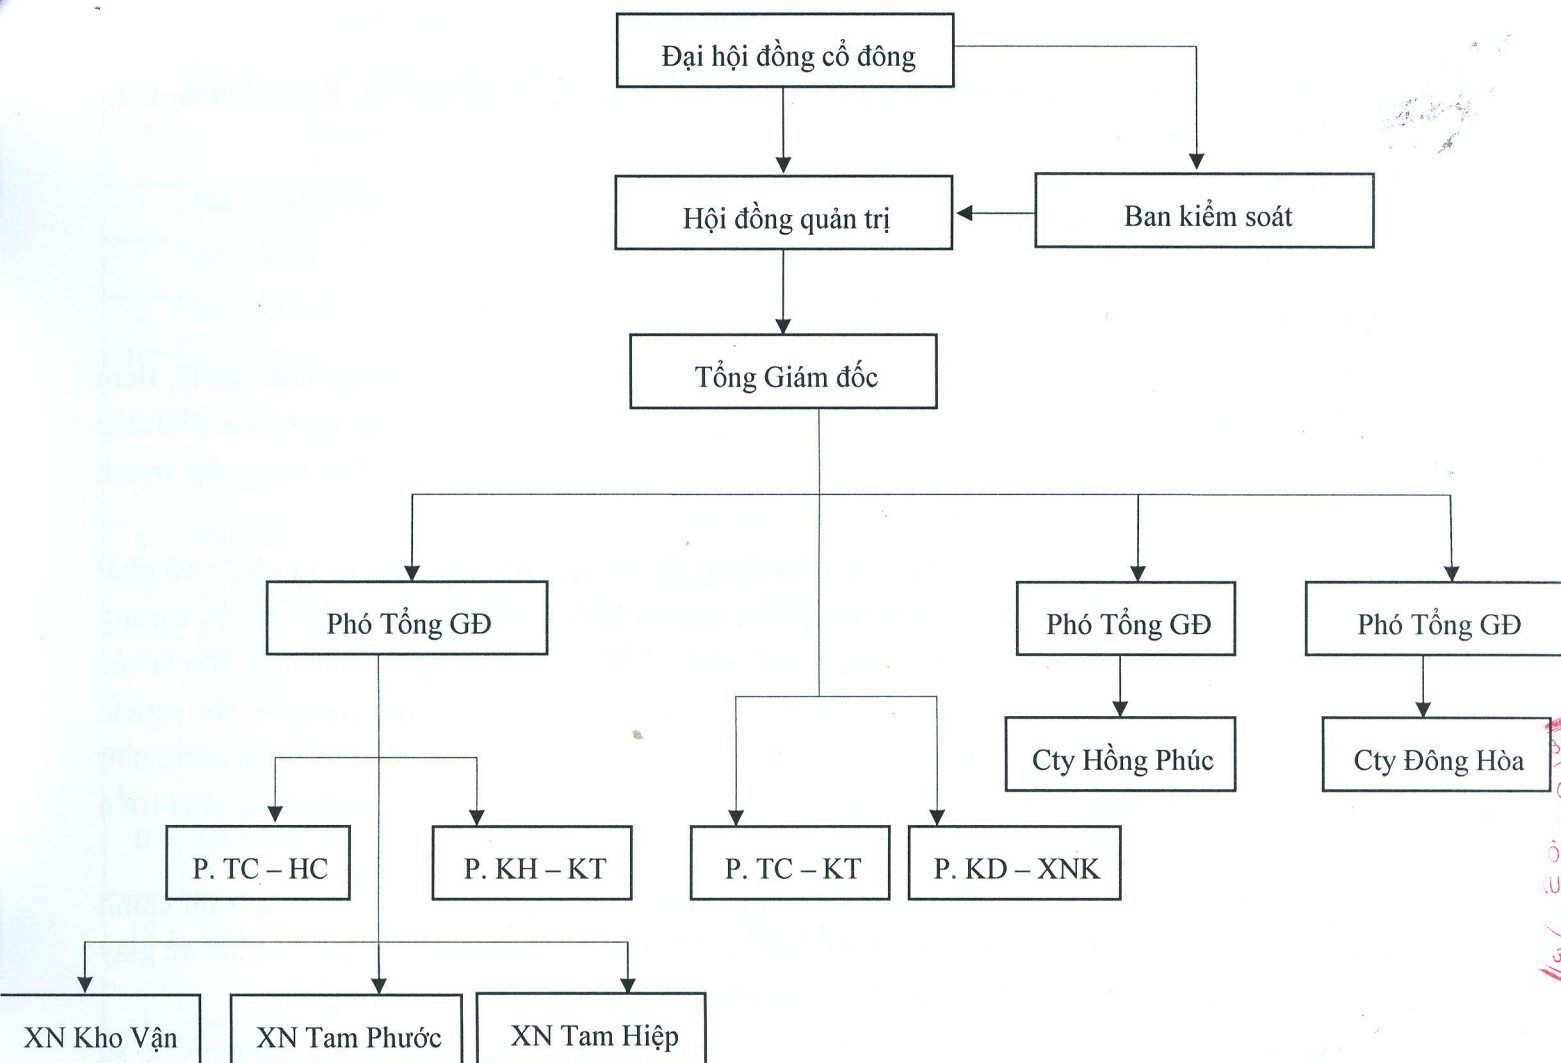 Đại hội đồng cổ đông
Hội đồng quản trị
Ban kiểm soát
Tổng Giám đốc
Phó Tổng GĐ
Phó Tổng GĐ
Phó Tổng GĐ
Cty Hồng Phúc
Cty Đông Hòa
P. TC – HC
P. KH – KT
P. TC – KT
P. KD – XNK
XN Kho Vận
XN Tam Phước
XN Tam Hiệp